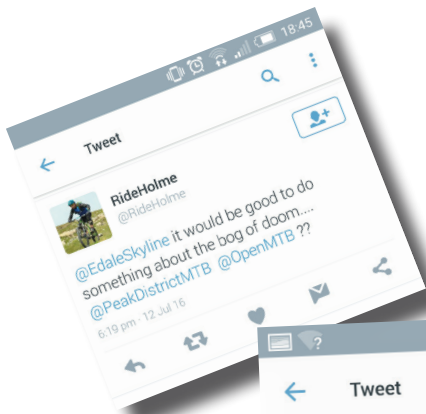 18:45
Tweet
RideHolme
@RideHolme
@EdaleSkyline it would be good to do
something about the bog of doom....
@PeakDistrictMTB @OpenMTB ??
6:19 pm · 12 Jul 16
?
Tweet